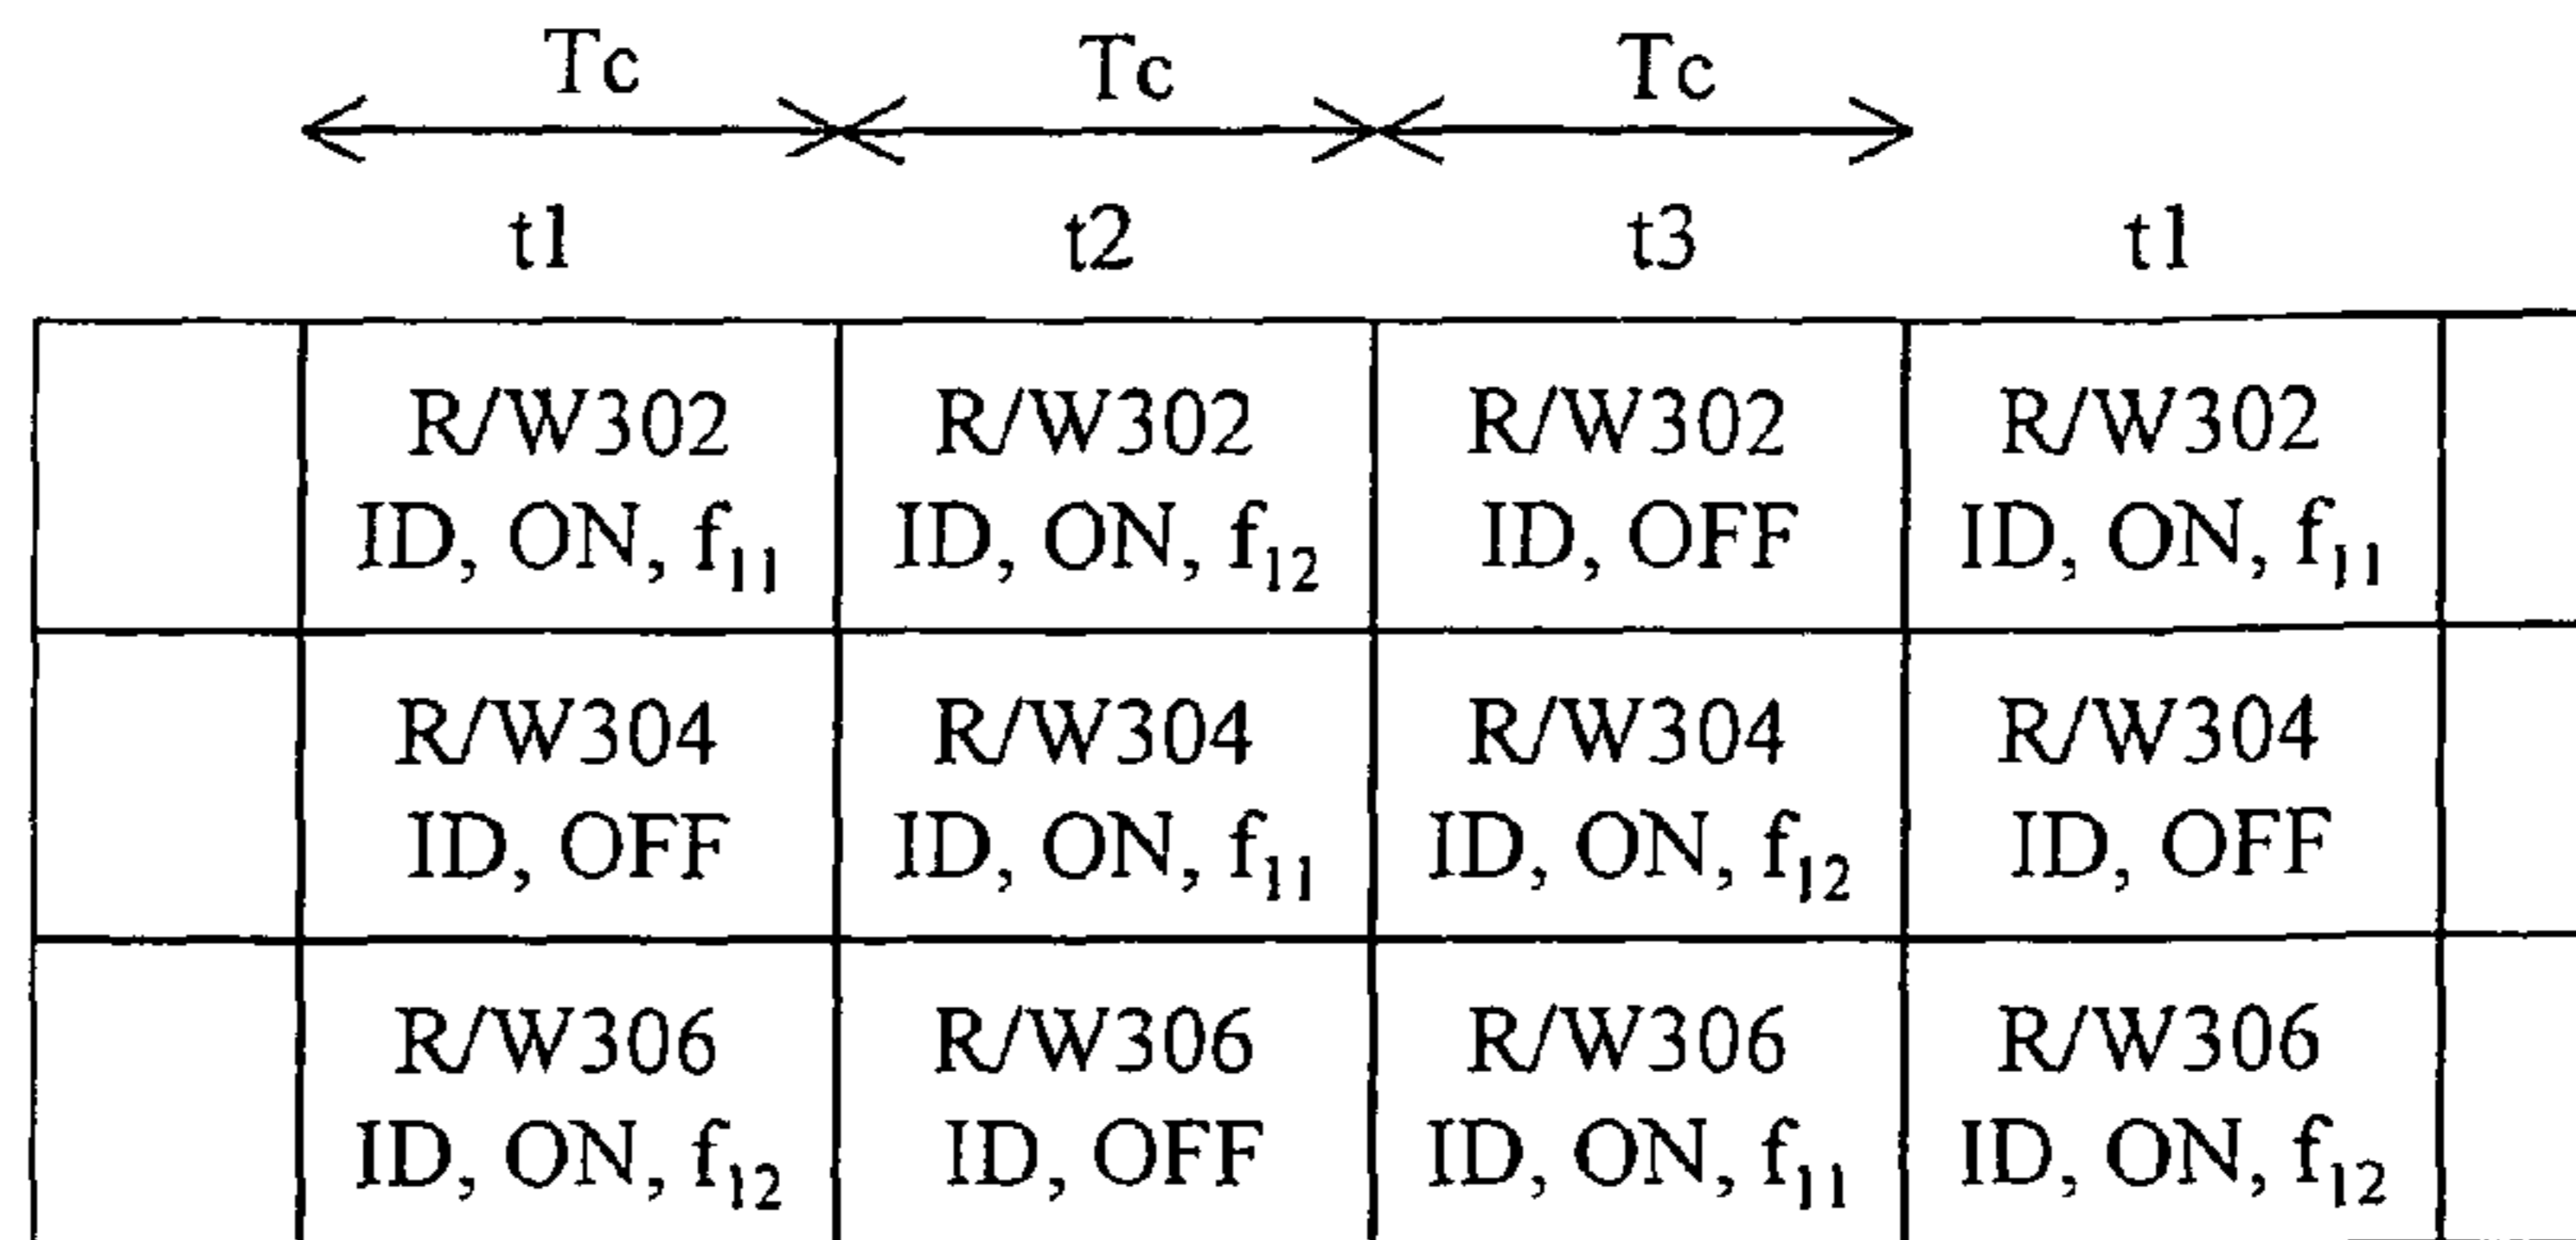 Tc Tc Tc
t1 t2 t3 t1
R/W302 R/W302 R/W302 R/W302
ID, ON, f11 ID, ON, f12 ID, OFF ID, ON, f11
R/W304 R/W304 R/W304 R/W304
ID, OFF ID, ON, f11 ID, ON, f12 ID, OFF
R/W306 R/W306 R/W306 R/W306
ID, ON, f12 ID, OFF ID, ON, f11 ID, ON, f12